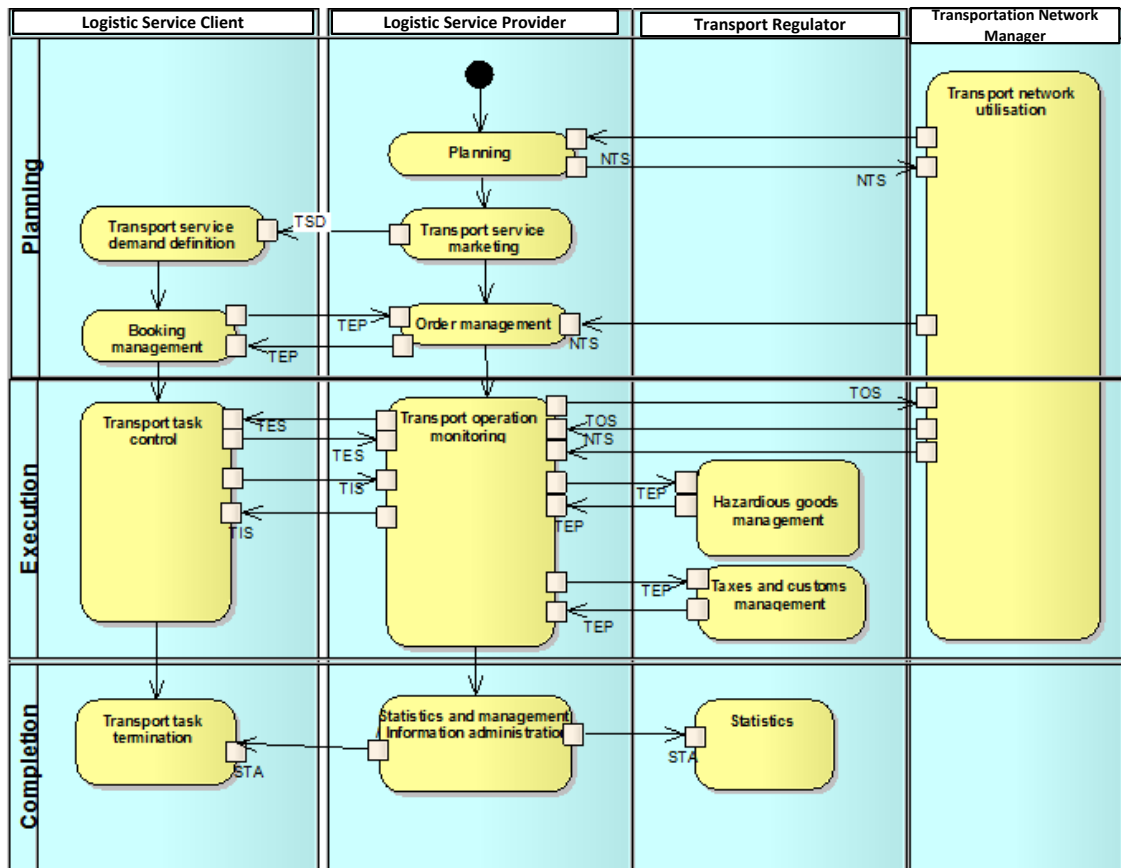 Logistic Service Client
Logistic Service Provider
Transport Regulator
Transportation Network
Manager
Planning
Transport network
utilisation
Planning
NTS
NTS
Transport service
demand definition
TSD
Transport service
marketing
Booking
management
TEP
TEP
Order management
NTS
Execution
Transport task
control
TES
TES
TIS
TIS
Transport operation
monitoring
TOS
TOS
NTS
TEP
TEP
Hazardious goods
management
TEP
TEP
Taxes and customs
management
Completion
Transport task
termination
STA
Statistics and management
/ Information administration
STA
Statistics